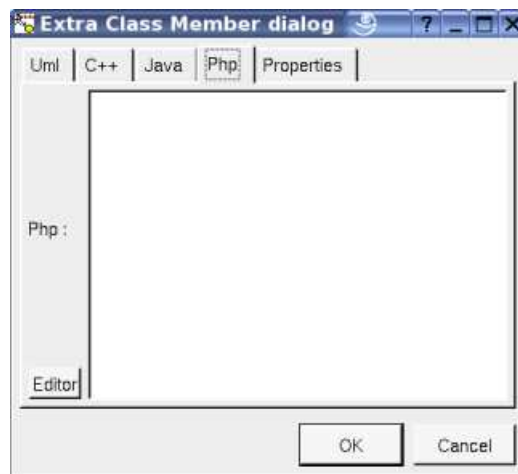 Extra Class Member dialog ?
Uml C++ Java Php Properties
Php :
Editor
OK Cancel